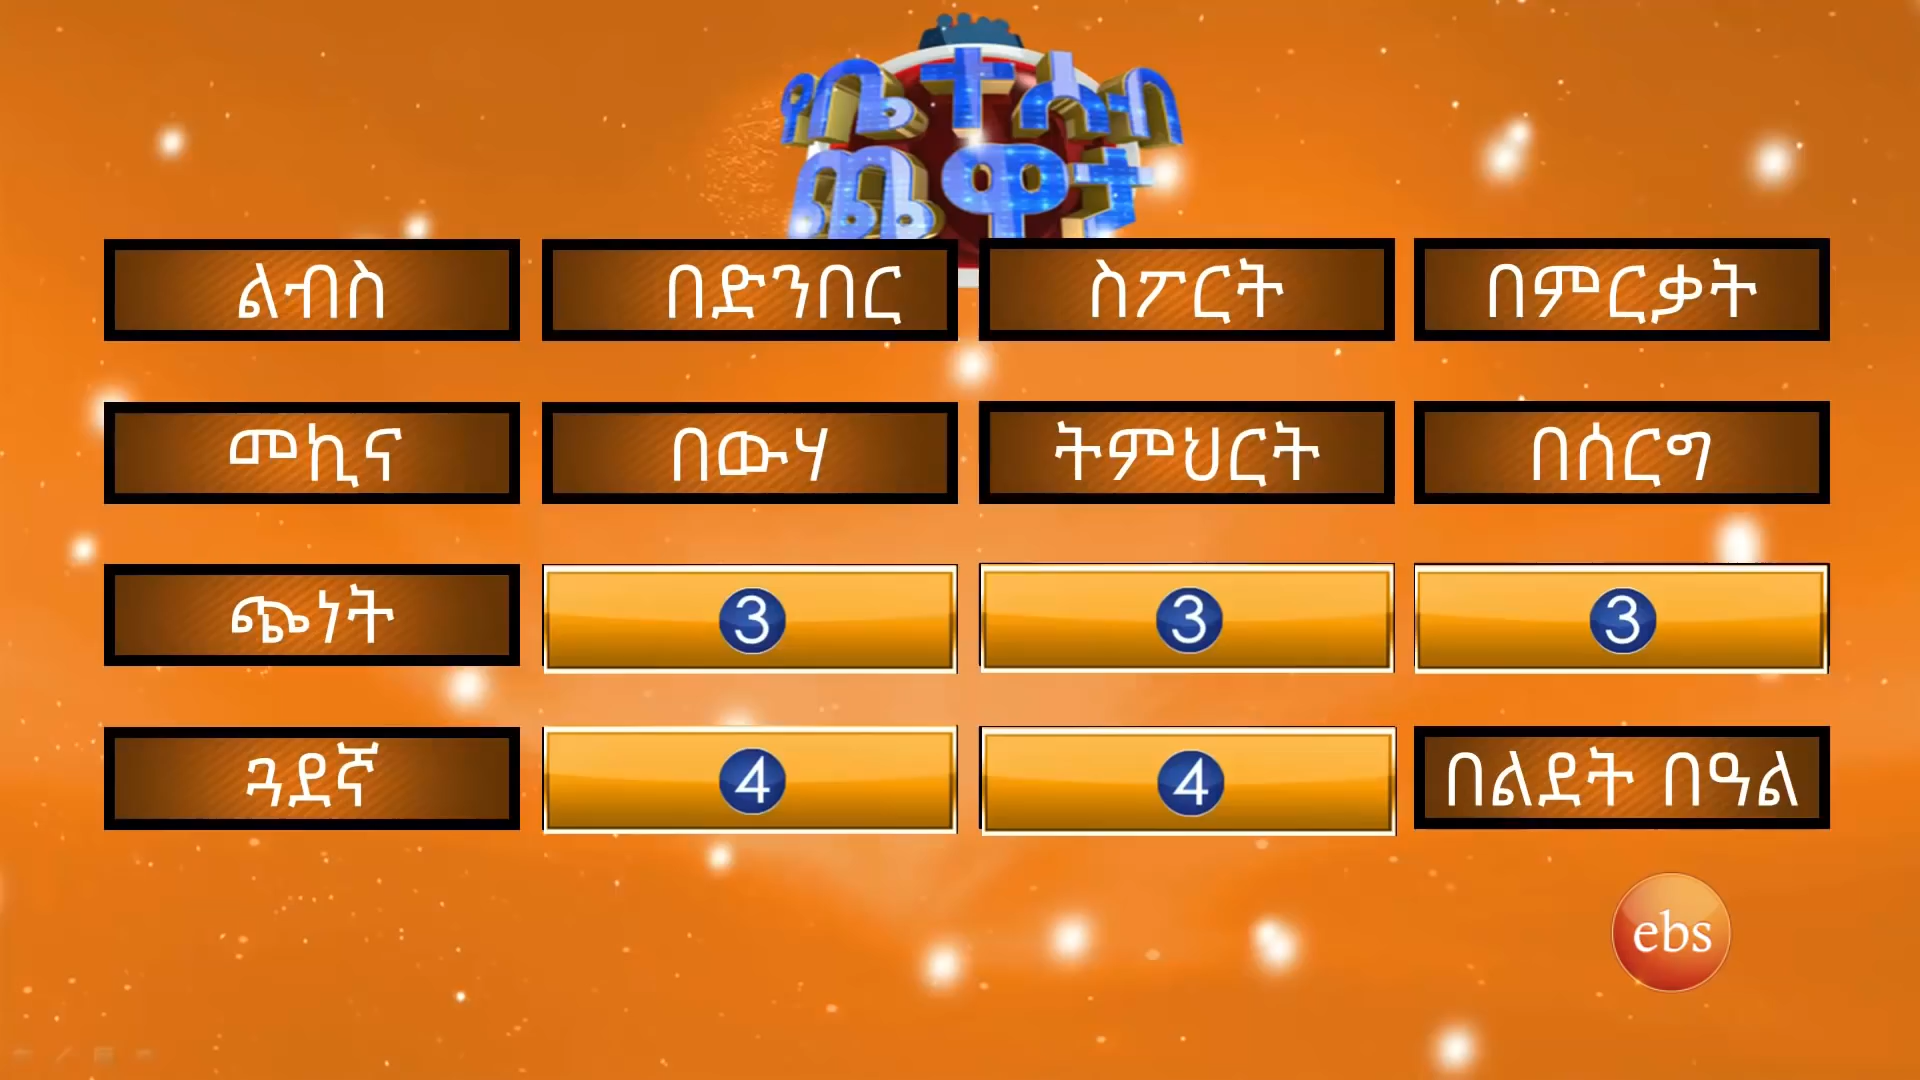 የቤተሰብ
ጨዋታ
ልብስ
በድንበር
ስፖርት
በምርቃት
መኪና
በውሃ
ትምህርት
በሰርግ
ጭነት
3
3
3
ጓደኛ
4
4
በልደት በዓል
ebs